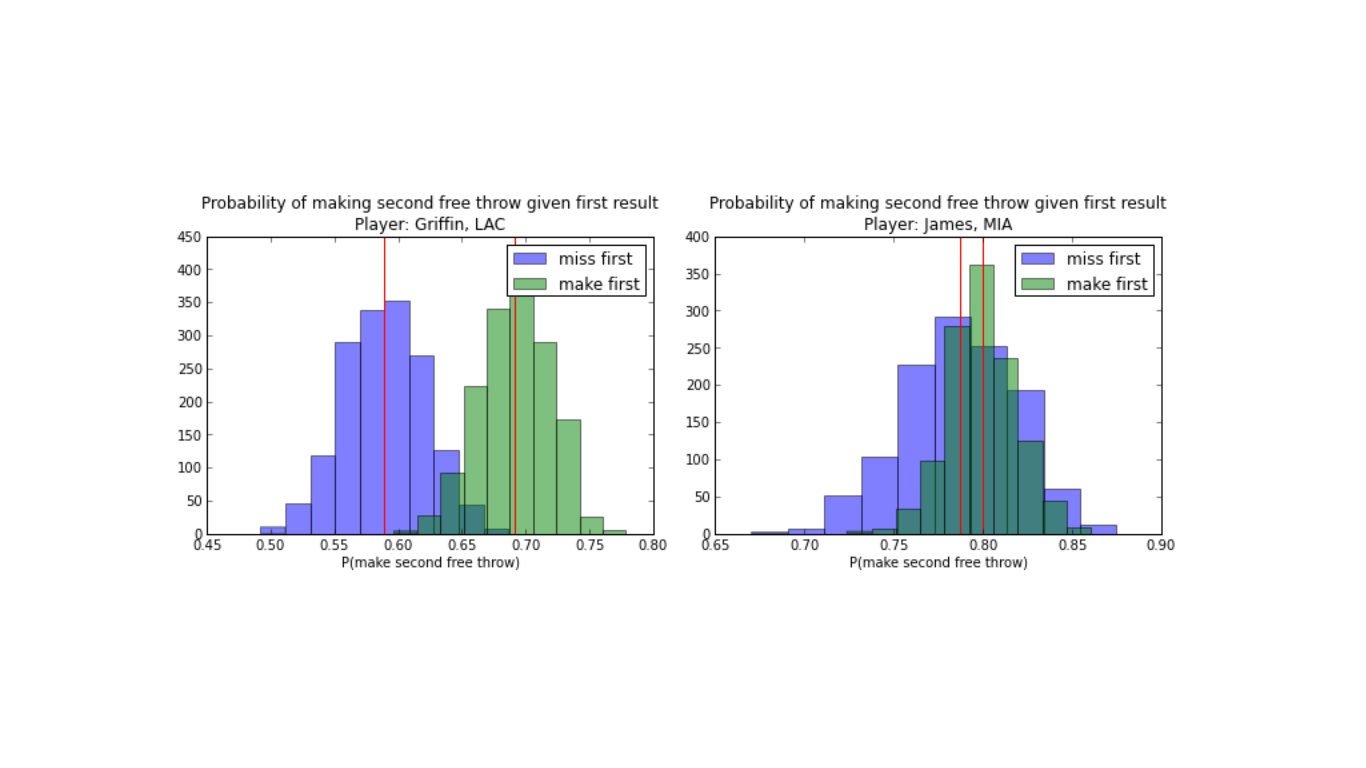 Probability of making second free throw given first result
Player: Griffin, LAC
450
400
350
300
250
200
150
100
50
0
miss first
make first
0.45 0.50 0.55 0.60 0.65 0.70 0.75 0.80
P(make second free throw)
Probability of making second free throw given first result
Player: James, MIA
400
350
300
250
200
150
100
50
0
miss first
make first
0.65 0.70 0.75 0.80 0.85 0.90
P(make second free throw)